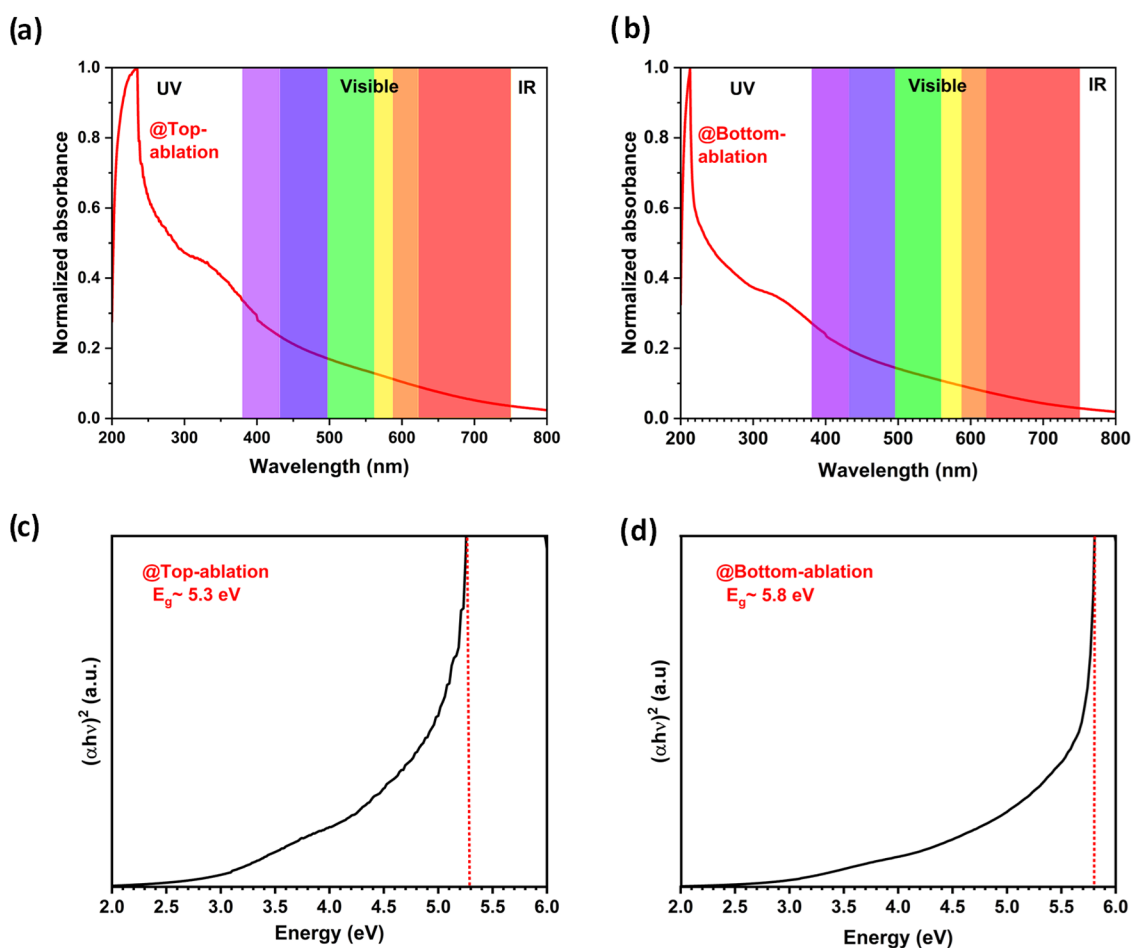 (a)
Normalized absorbance
1.0
0.8
0.6
0.4
0.2
0.0
UV
Visible
IR
@Top-
ablation
200 300 400 500 600 700 800
Wavelength (nm)
( b)
Normalized absorbance
1.0
0.8
0.6
0.4
0.2
0.0
UV
Visible
IR
@Bottom-
ablation
200 300 400 500 600 700 800
Wavelength (nm)
(c)
(αhν)² (a.u.)
@Top-ablation
Eg~ 5.3 eV
2.0 2.5 3.0 3.5 4.0 4.5 5.0 5.5 6.0
Energy (eV)
(d)
(αhν)² (a.u)
@Bottom-ablation
Eg~ 5.8 eV
2.0 2.5 3.0 3.5 4.0 4.5 5.0 5.5 6.0
Energy (eV)